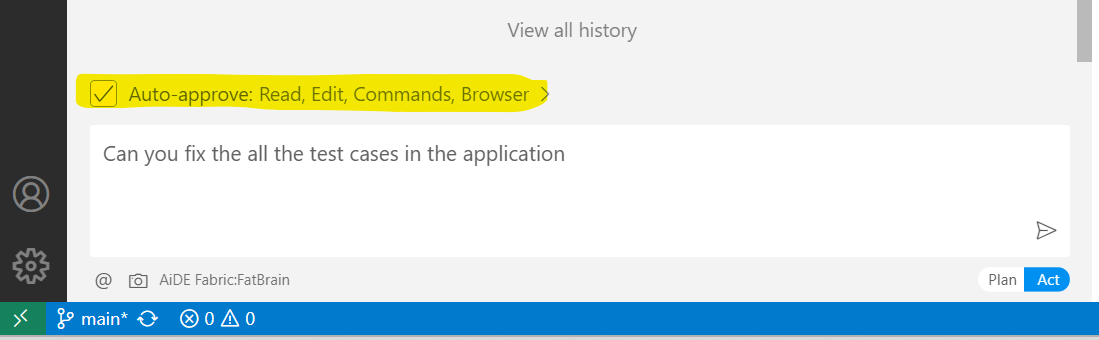 View all history
Auto-approve: Read, Edit, Commands, Browser
Can you fix the all the test cases in the application
@ AiDE Fabric:FatBrain Plan Act
main* 0 0